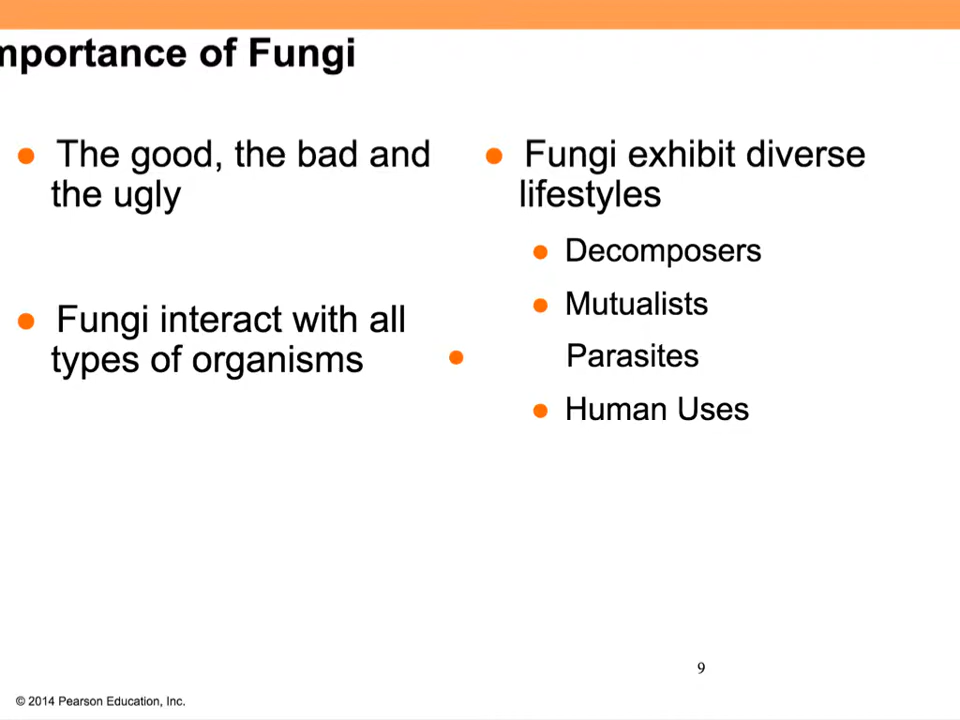 mportance of Fungi
● The good, the bad and
the ugly
● Fungi interact with all
types of organisms
● Fungi exhibit diverse
lifestyles
● Decomposers
● Mutualists
● Parasites
● Human Uses
9
© 2014 Pearson Education, Inc.